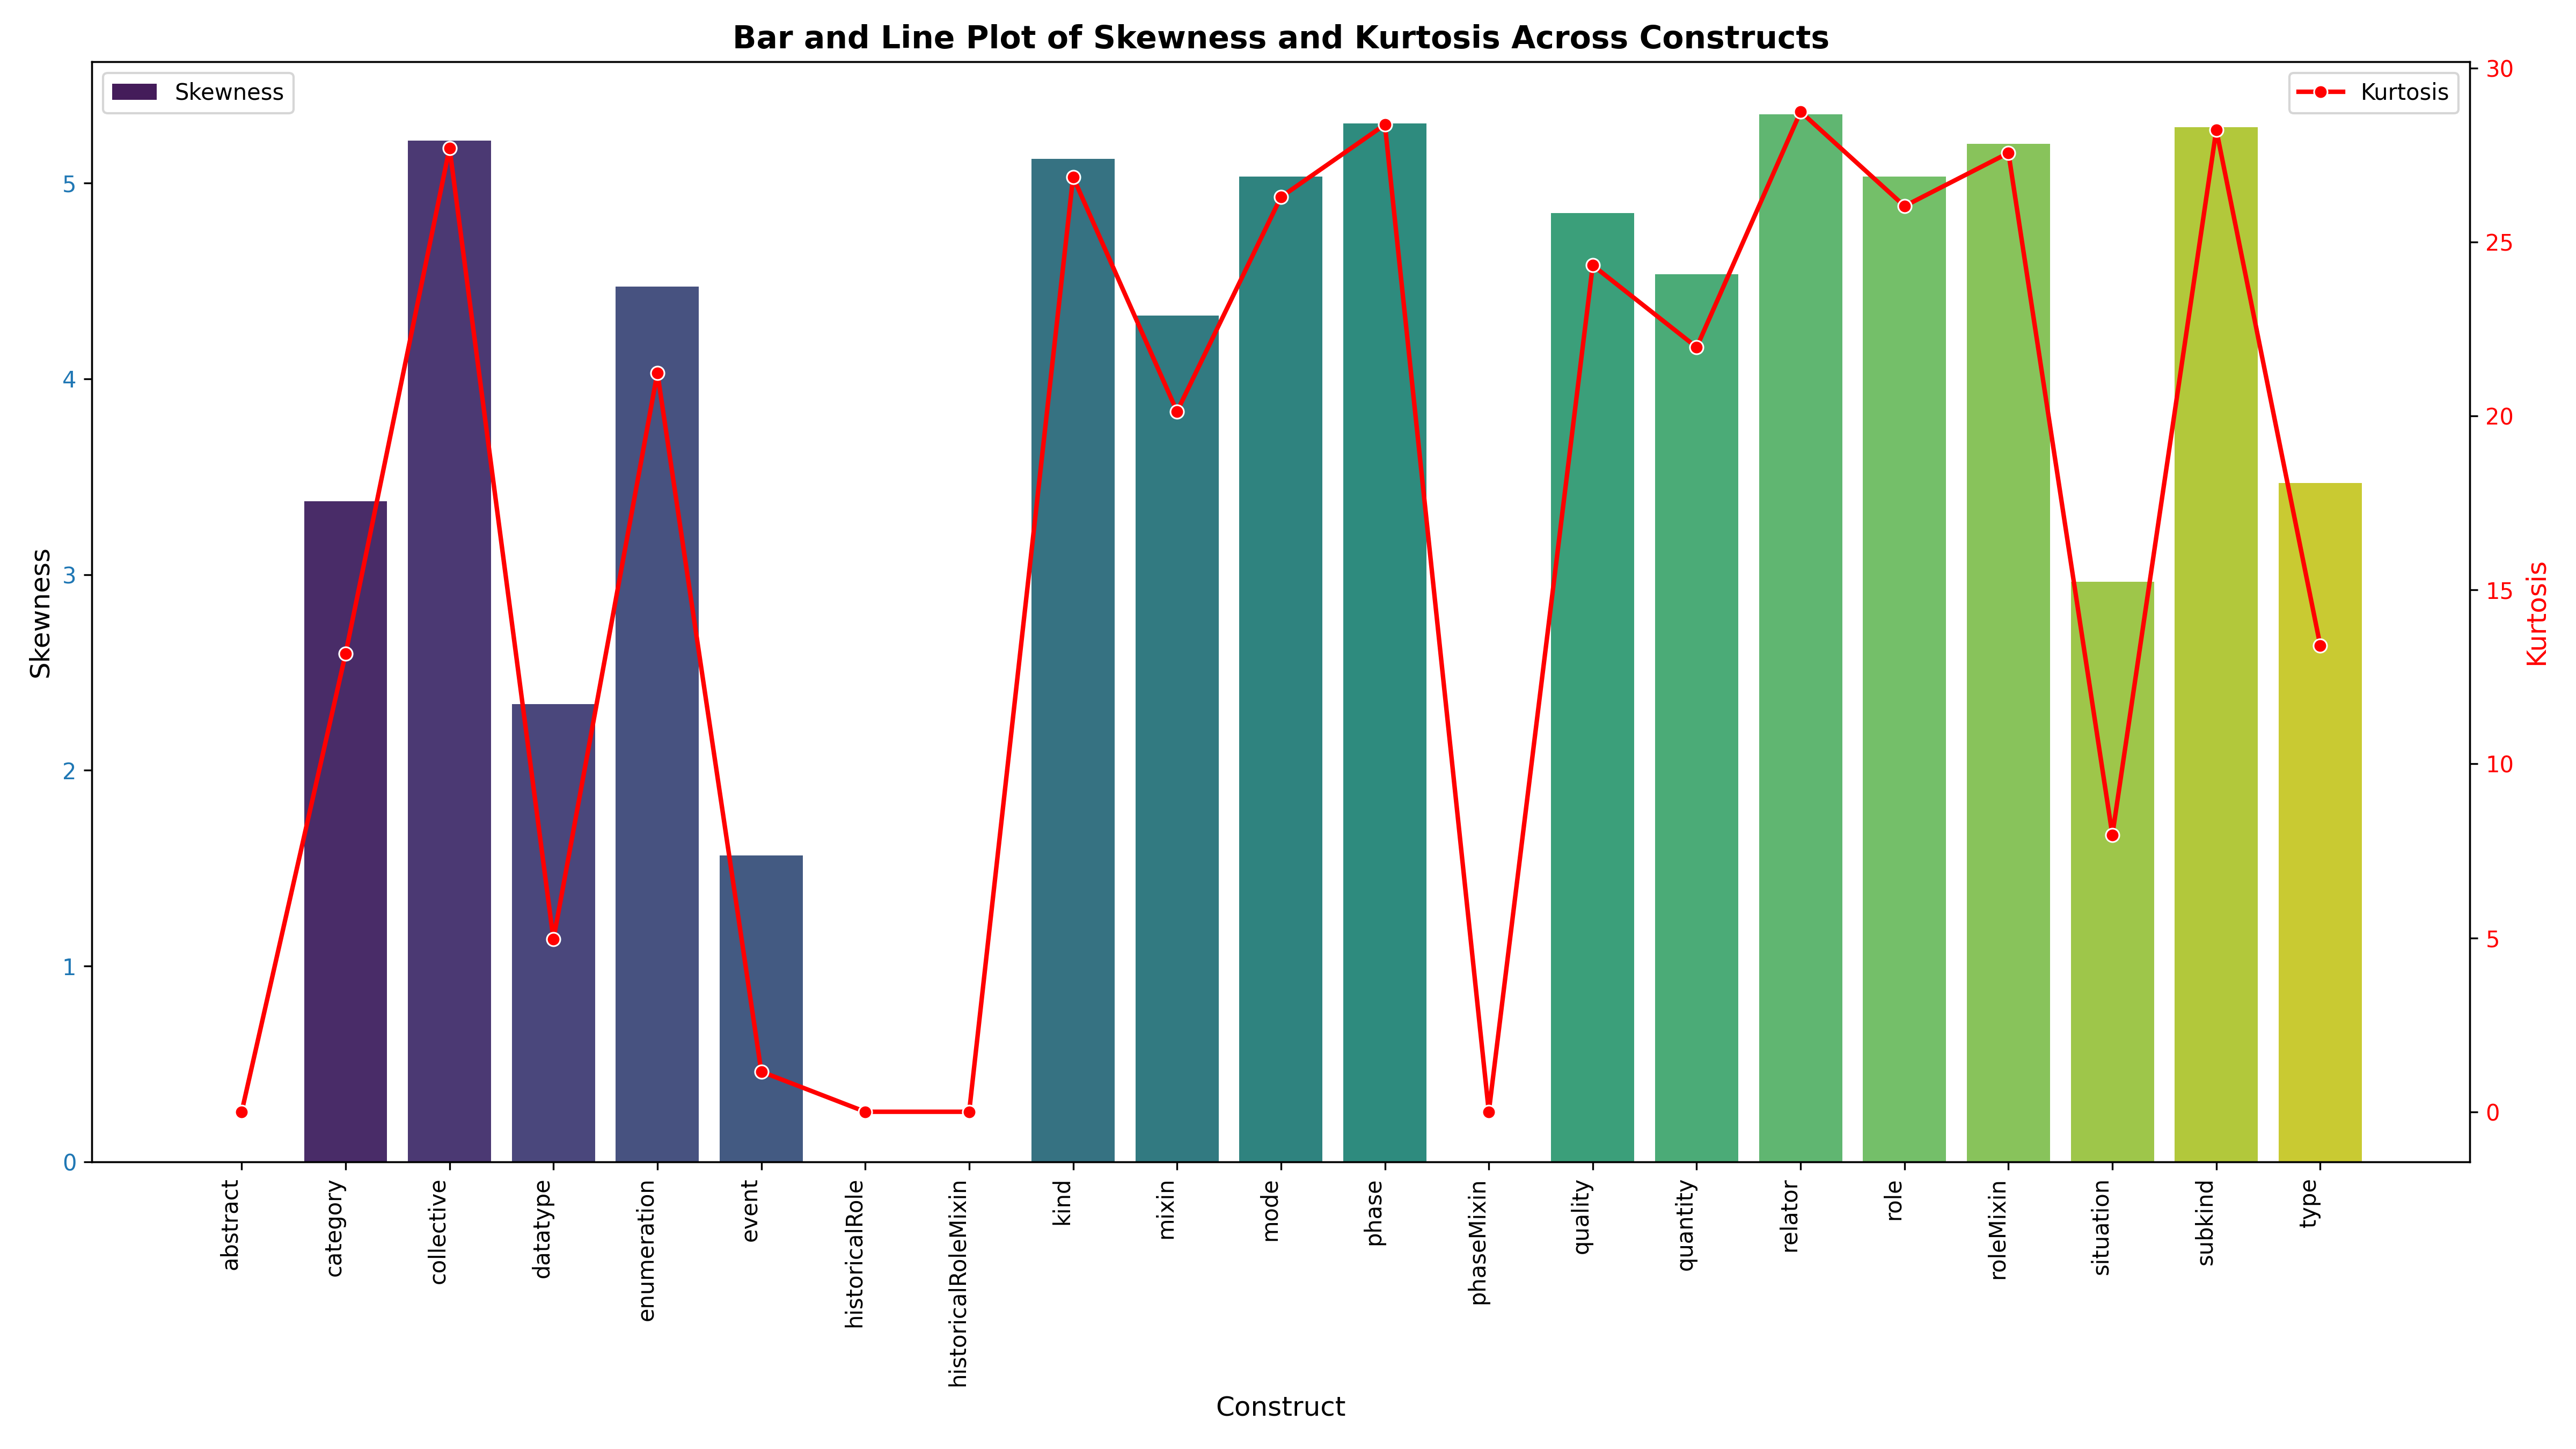 Bar and Line Plot of Skewness and Kurtosis Across Constructs
Skewness
Kurtosis
Skewness
5
4
3
2
1
0
30
25
20
15
10
5
0
Kurtosis
abstract
category
collective
datatype
enumeration
event
historicalRole
historicalRoleMixin
kind
mixin
mode
phase
phaseMixin
quality
quantity
relator
role
roleMixin
situation
subkind
type
Construct